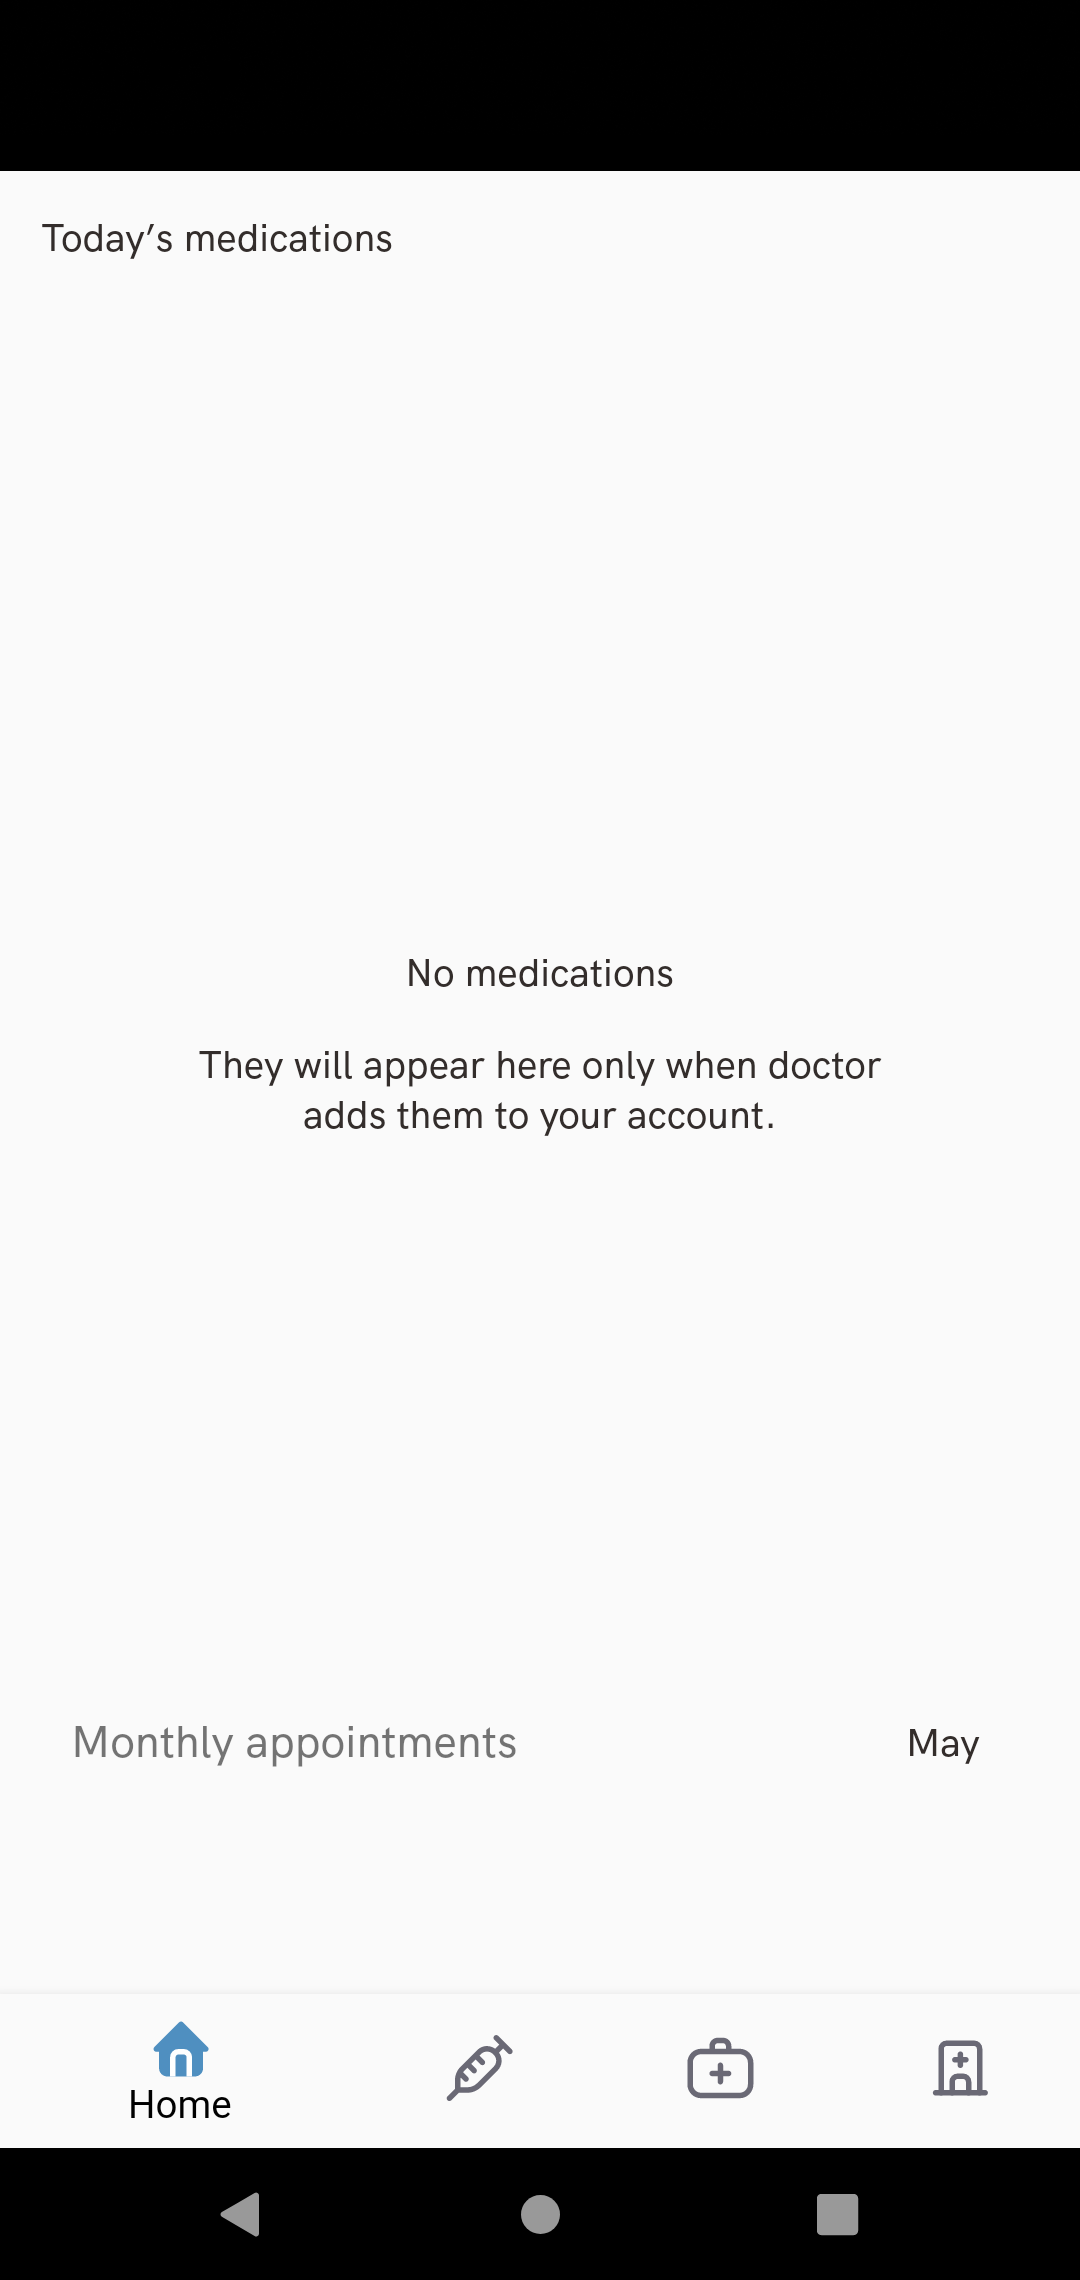 Today’s medications
No medications
They will appear here only when doctor
adds them to your account.
Monthly appointments
May
Home